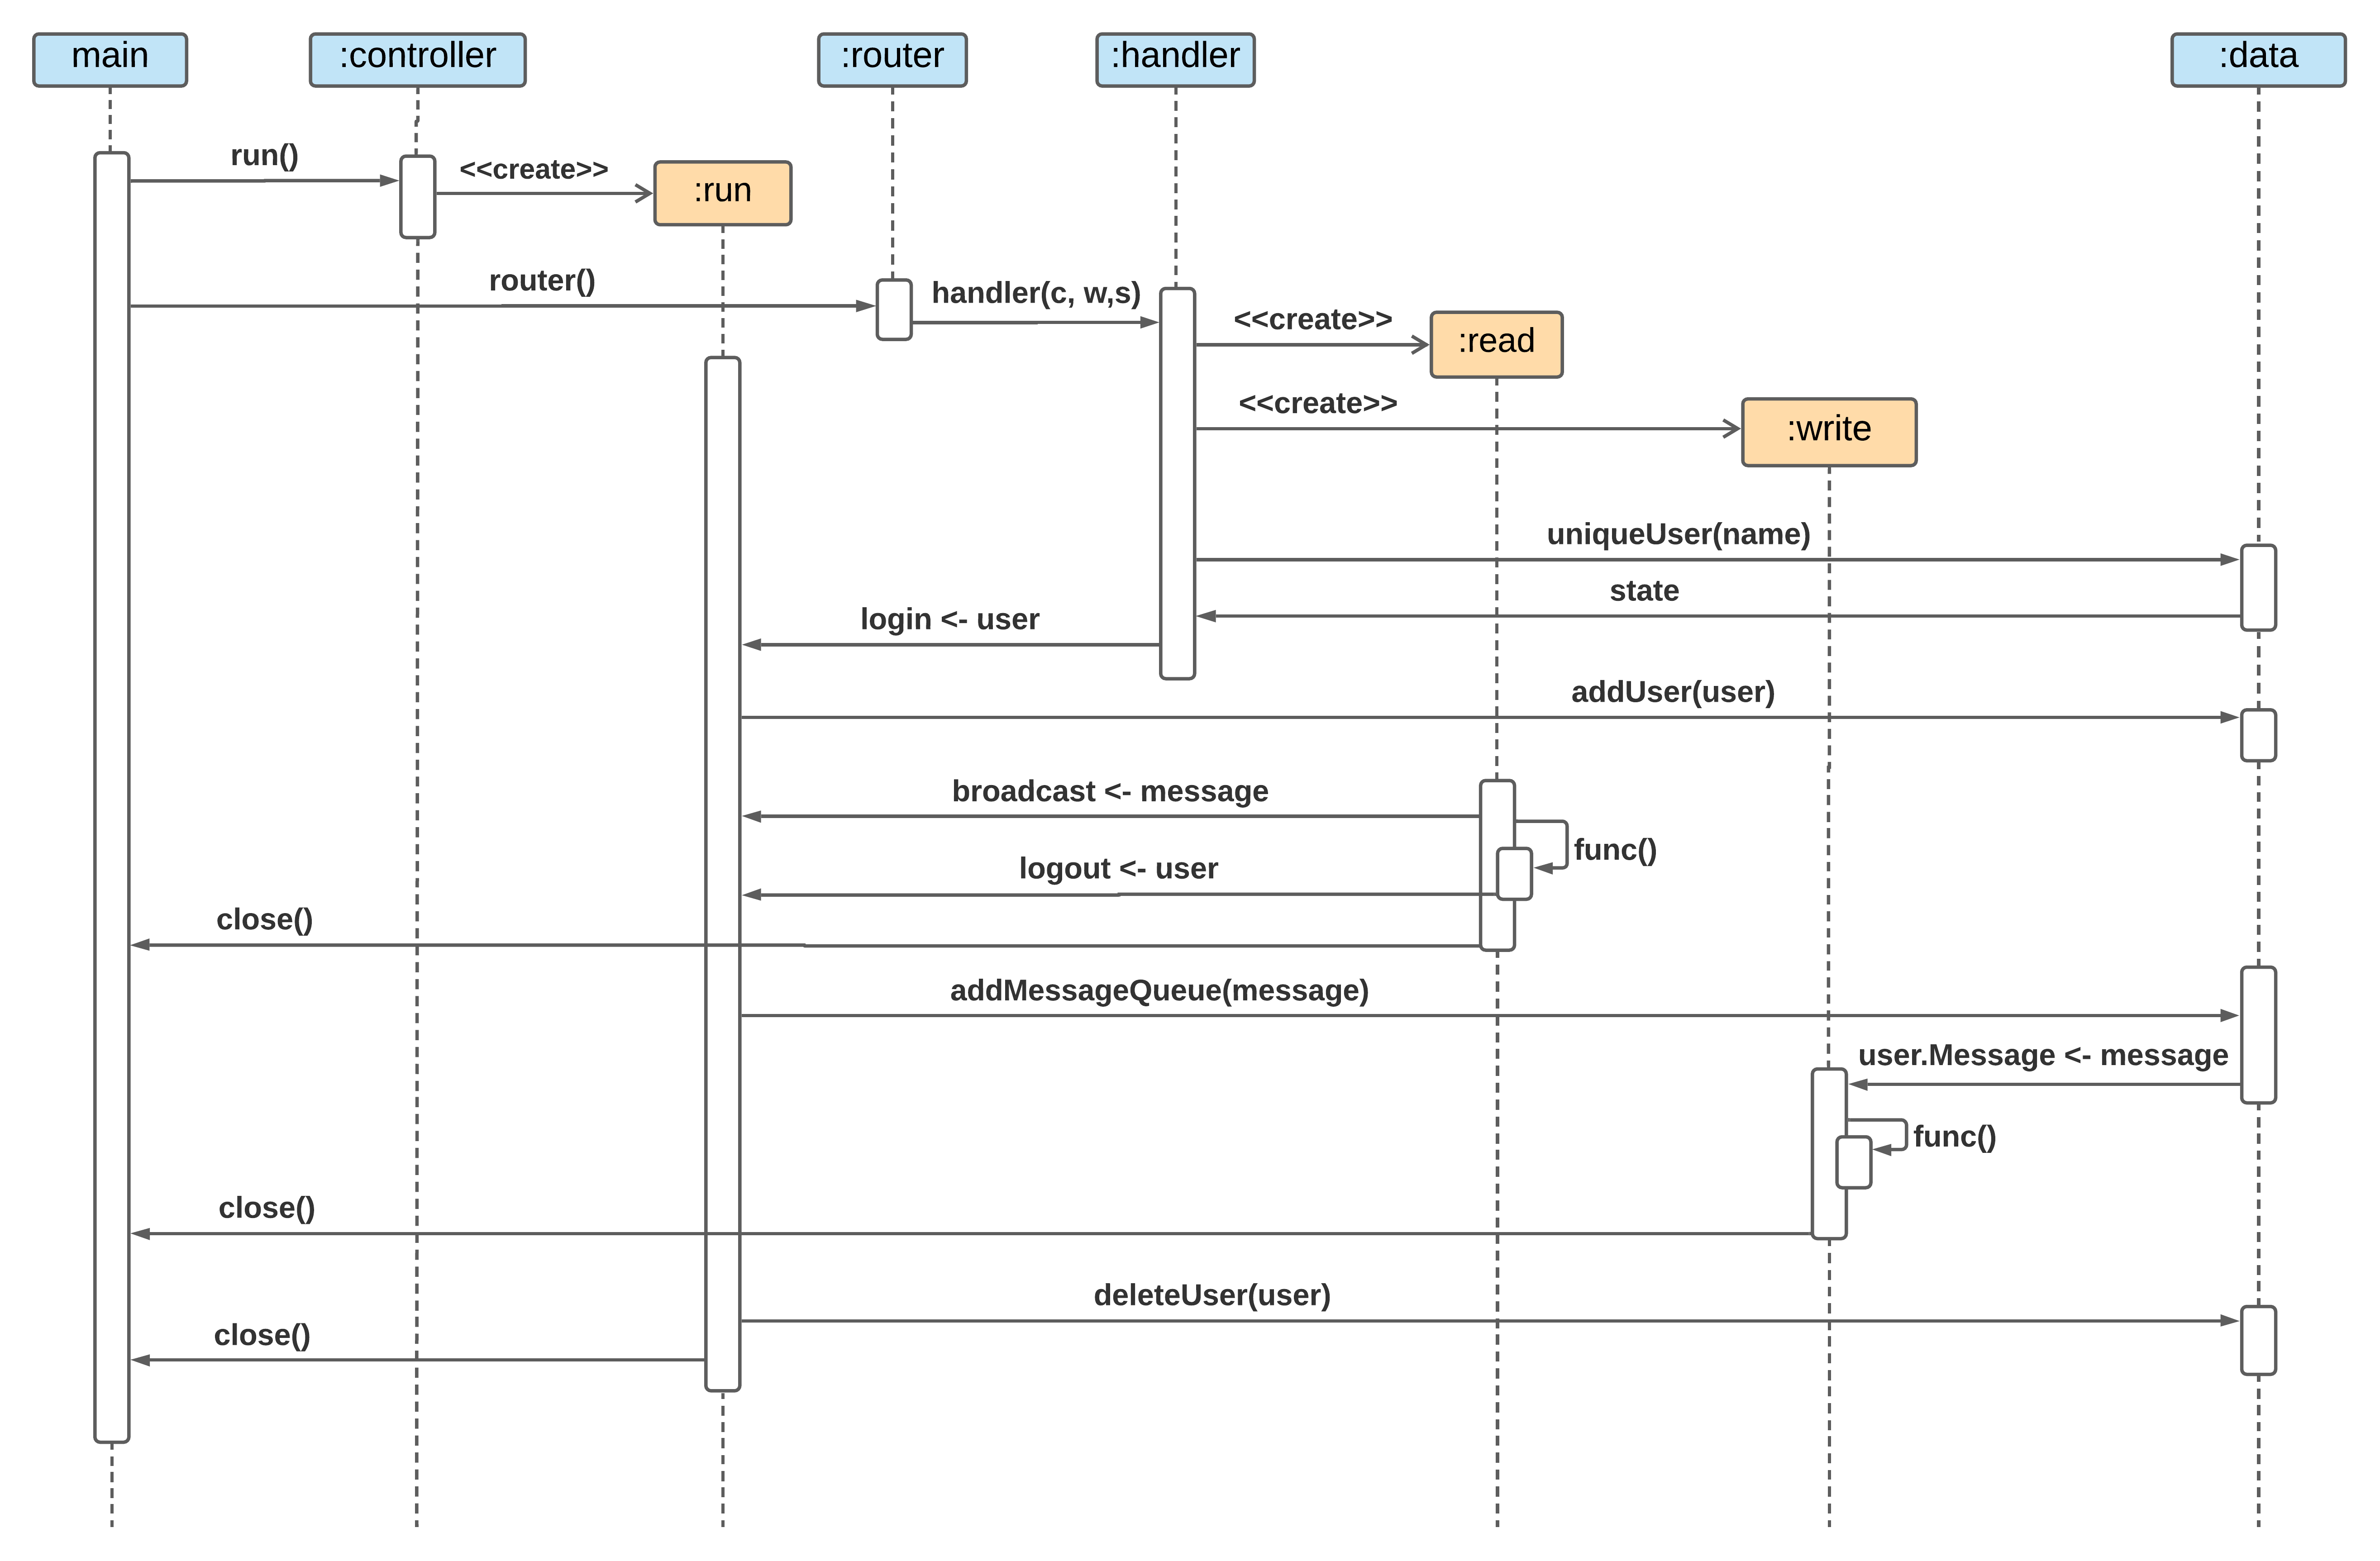 main
:controller
:router
:handler
:data
run()
<<create>>
:run
router()
handler(c, w,s)
<<create>>
:read
<<create>>
:write
uniqueUser(name)
state
login <- user
addUser(user)
broadcast <- message
func()
logout <- user
close()
addMessageQueue(message)
user.Message <- message
func()
close()
deleteUser(user)
close()